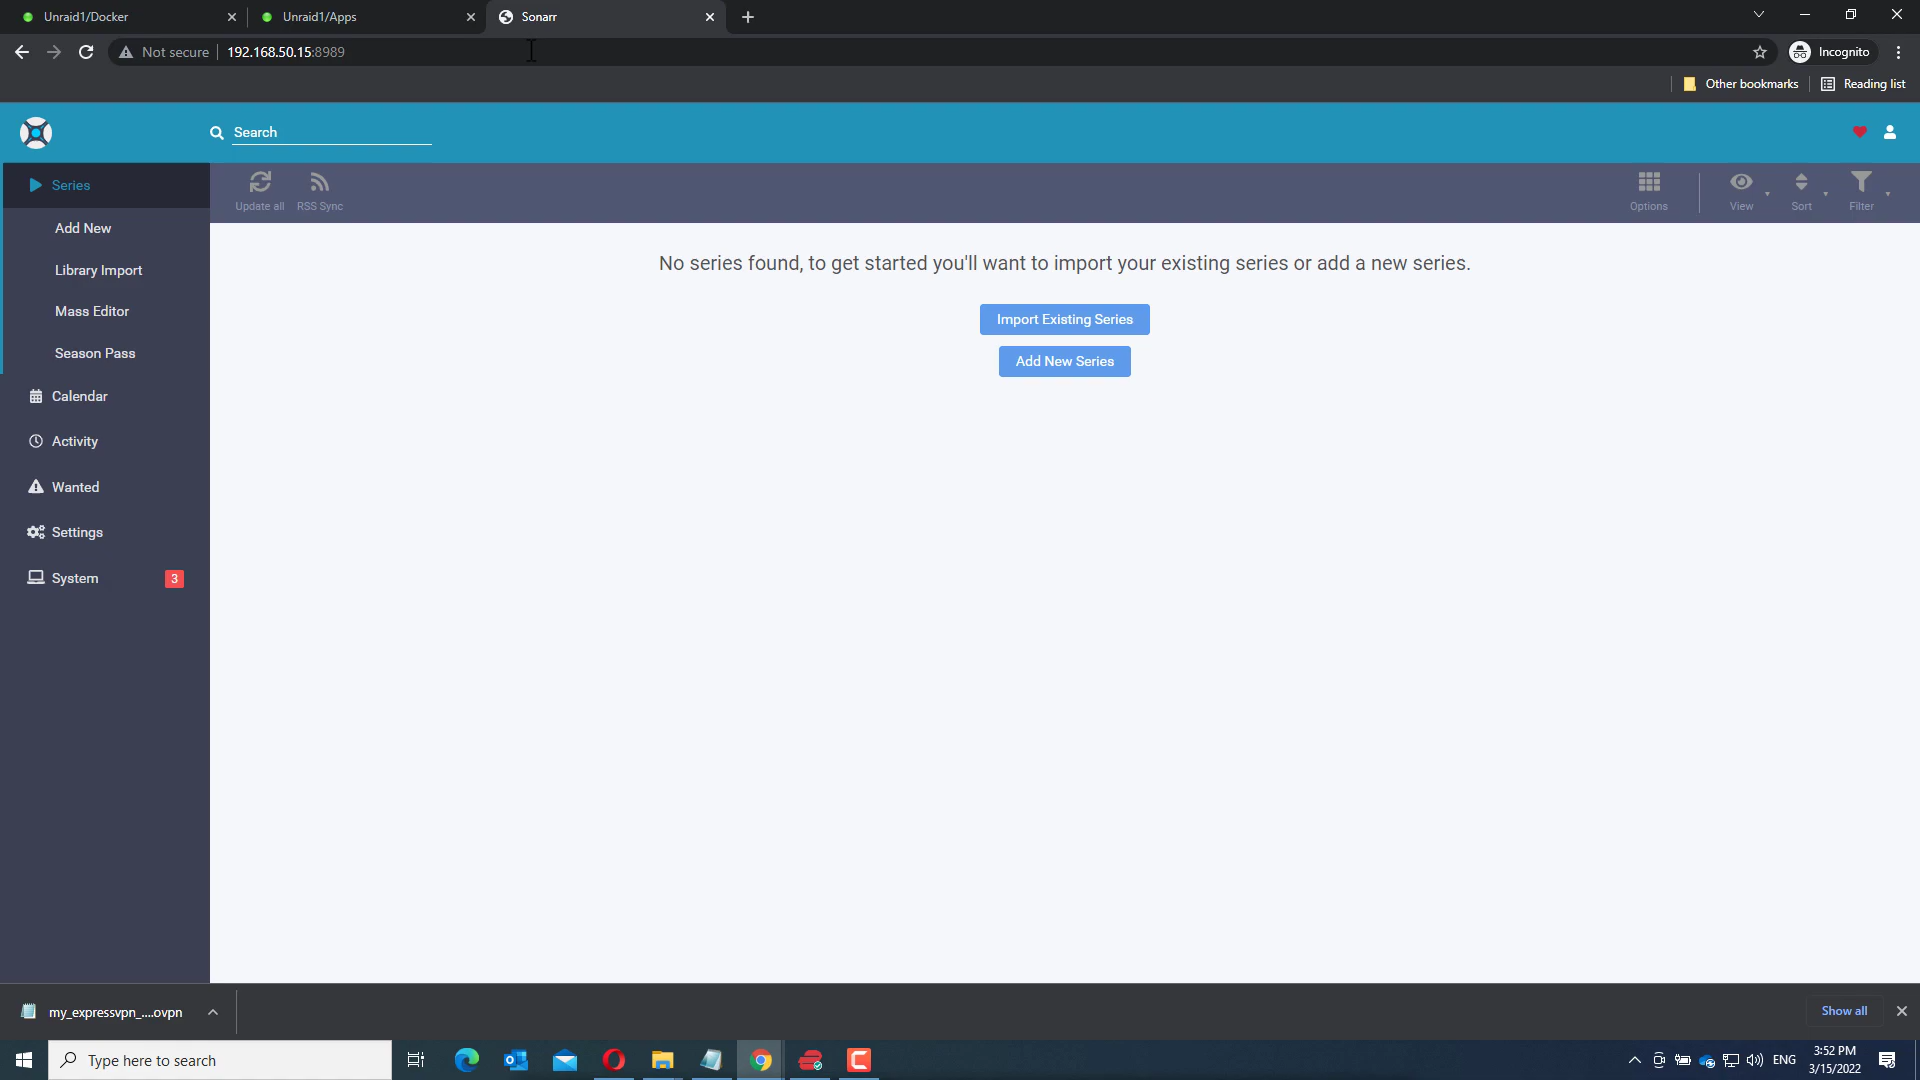 Unraid1/Docker
Unraid1/Apps
Sonarr
Not secure
192.168.50.15:8989
Incognito
Other bookmarks
Reading list
Search
Series
Update all
RSS Sync
Options
View
Sort
Filter
Add New
Library Import
Mass Editor
Season Pass
Calendar
Activity
Wanted
Settings
System
3
No series found, to get started you'll want to import your existing series or add a new series.
Import Existing Series
Add New Series
my_expressvpn_....ovpn
Show all
Type here to search
ENG
3:52 PM
3/15/2022